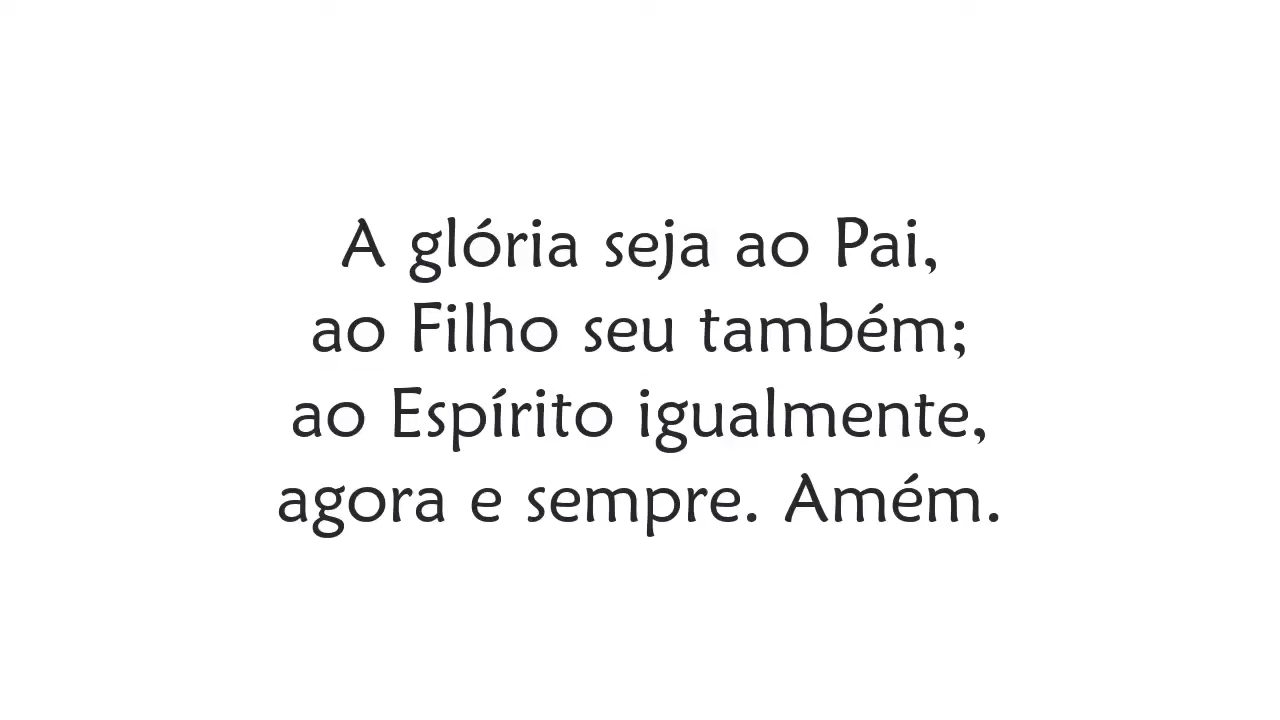 A glória seja ao Pai,
ao Filho seu também;
ao Espírito igualmente,
agora e sempre. Amém.